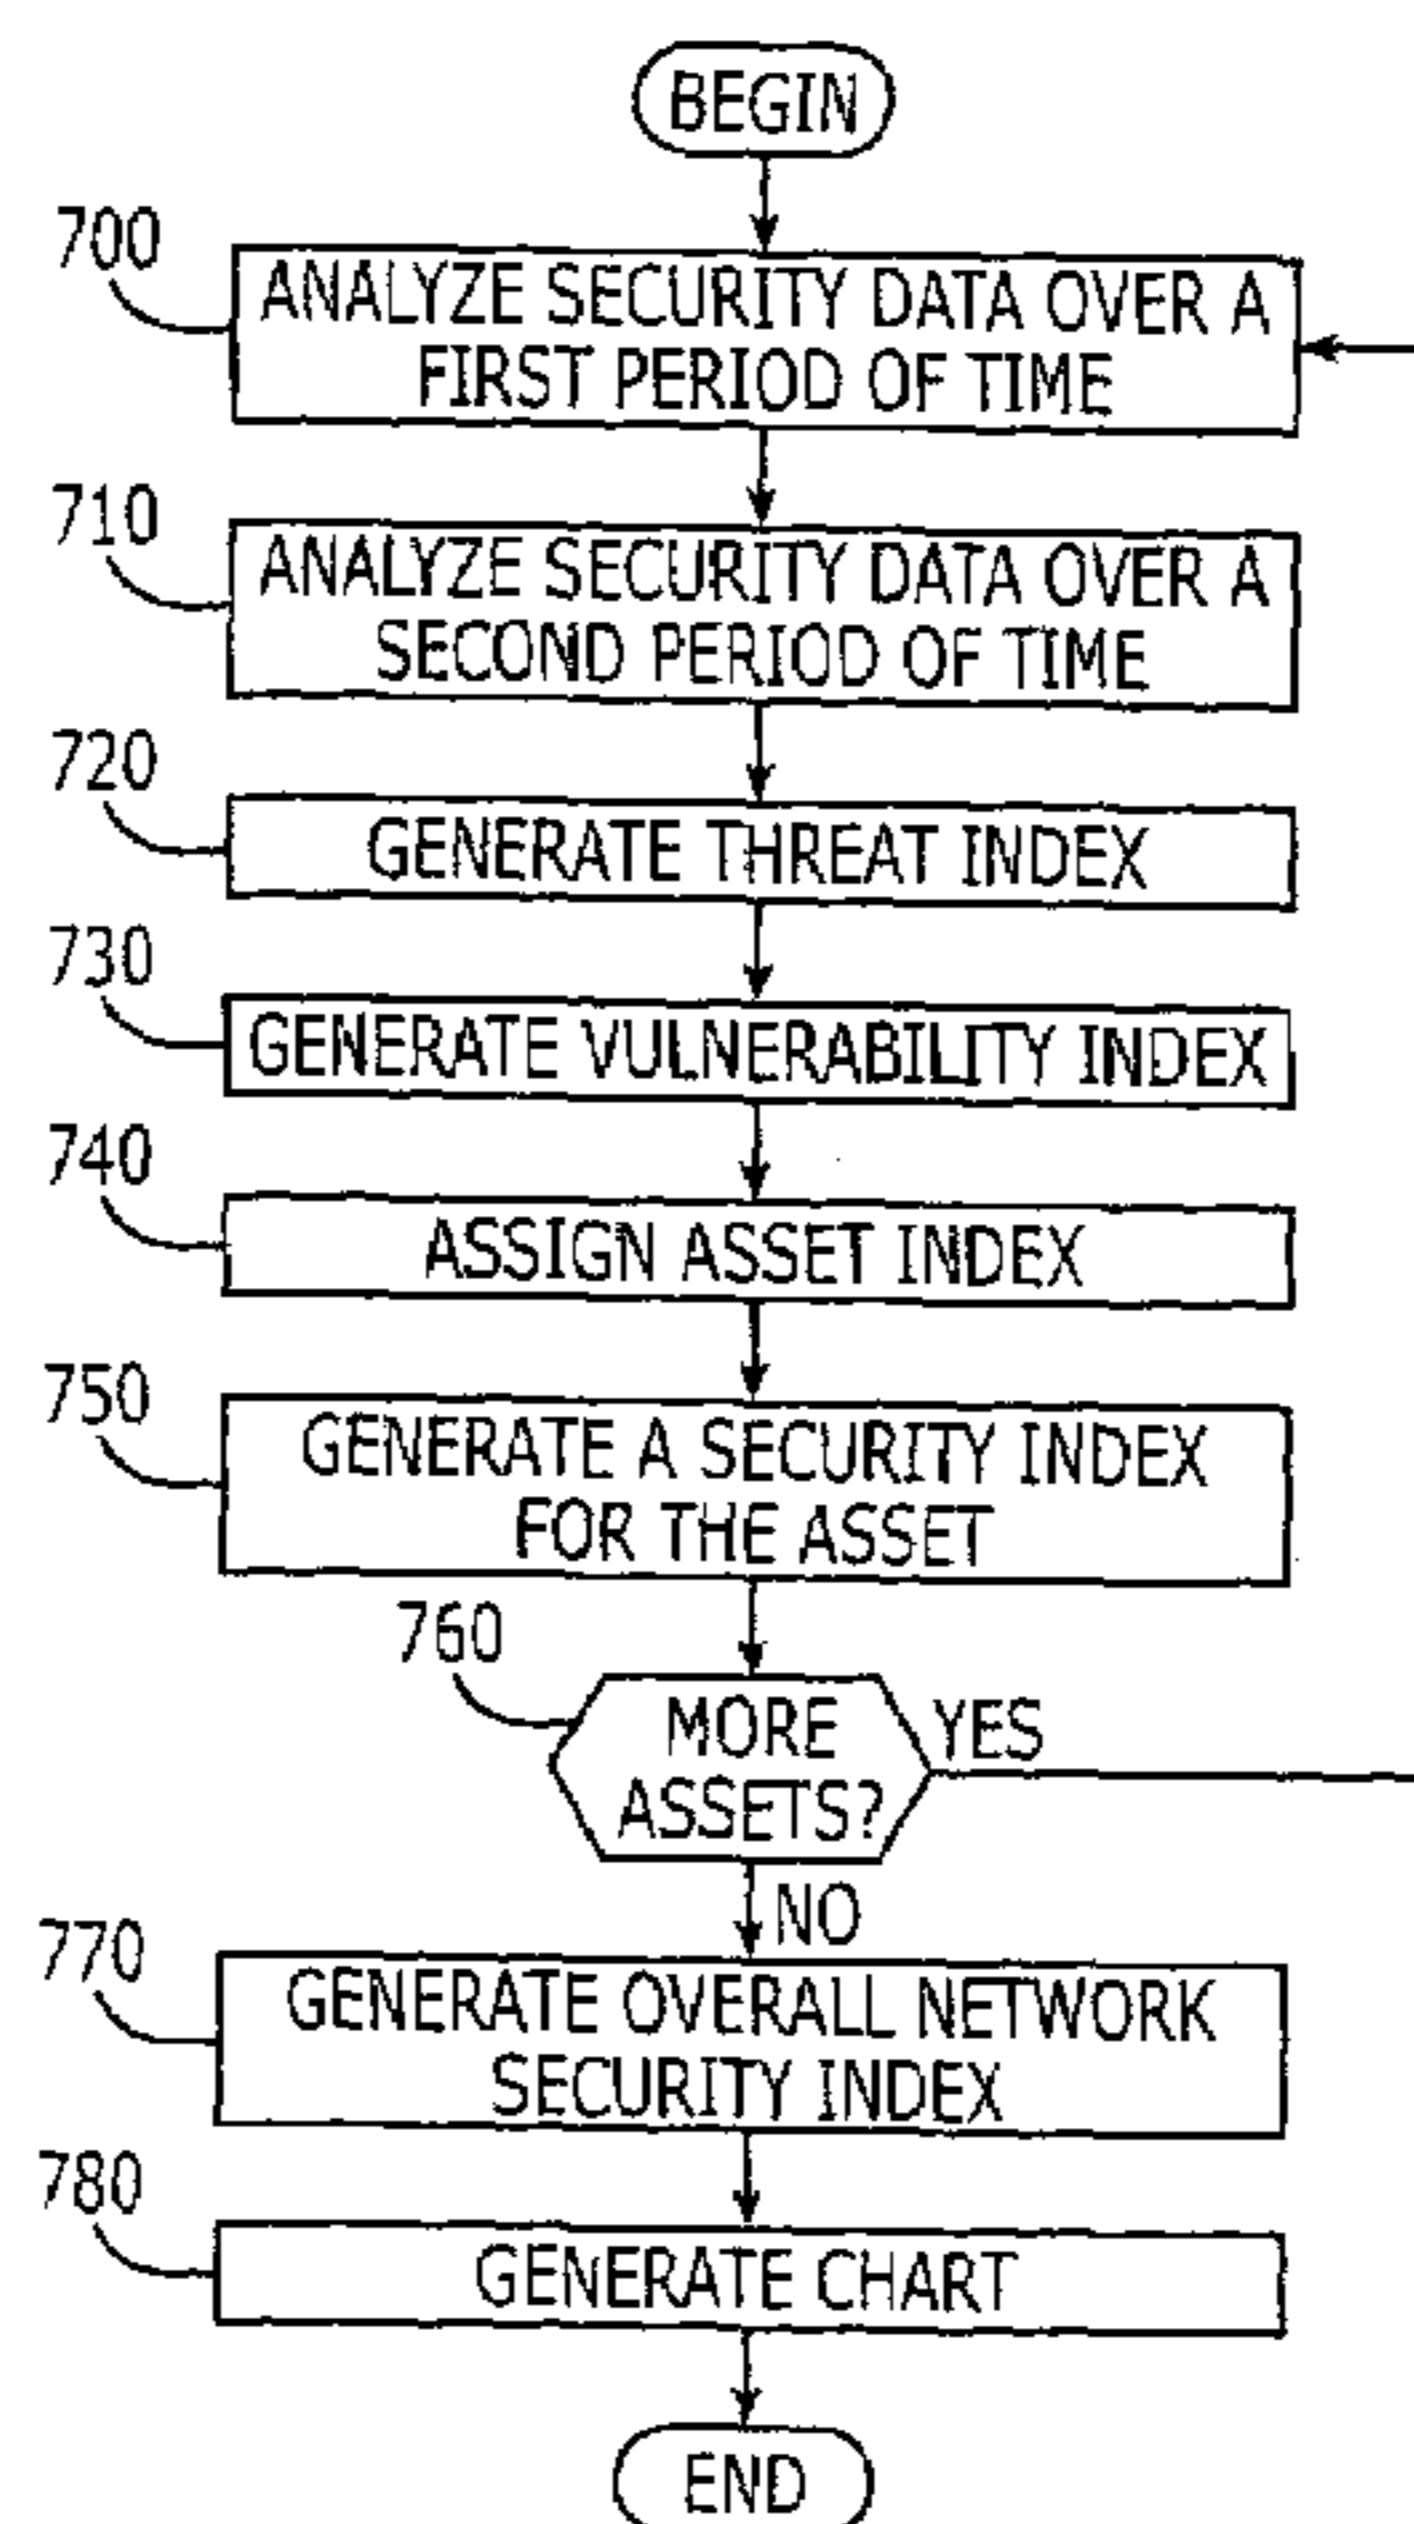 BEGIN
700
ANALYZE SECURITY DATA OVER A
FIRST PERIOD OF TIME
710
ANALYZE SECURITY DATA OVER A
SECOND PERIOD OF TIME
720
GENERATE THREAT INDEX
730
GENERATE VULNERABILITY INDEX
740
ASSIGN ASSET INDEX
750
GENERATE A SECURITY INDEX
FOR THE ASSET
760
MORE
ASSETS?
YES
NO
770
GENERATE OVERALL NETWORK
SECURITY INDEX
780
GENERATE CHART
END